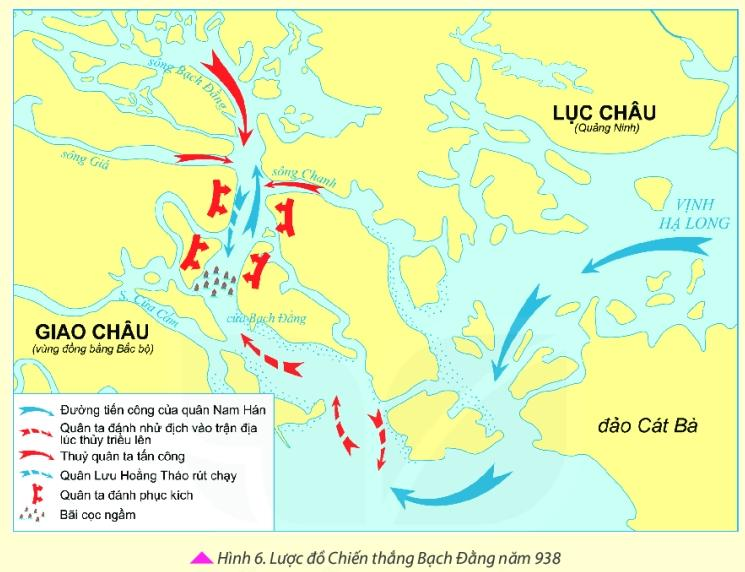 sông Bạch Đằng
LỤC CHÂU
(Quảng Ninh)
sông Giá
sông Chanh
VỊNH
HẠ LONG
S. Cửa Cấm
cửa Bạch Đằng
GIAO CHÂU
(vùng đồng bằng Bắc bộ)
đảo Cát Bà
Đường tiến công của quân Nam Hán
Quân ta đánh nhử địch vào trận địa
lúc thủy triều lên
Thuỷ quân ta tấn công
Quân Lưu Hoằng Tháo rút chạy
Quân ta đánh phục kích
Bãi cọc ngầm
Hình 6. Lược đồ Chiến thắng Bạch Đằng năm 938